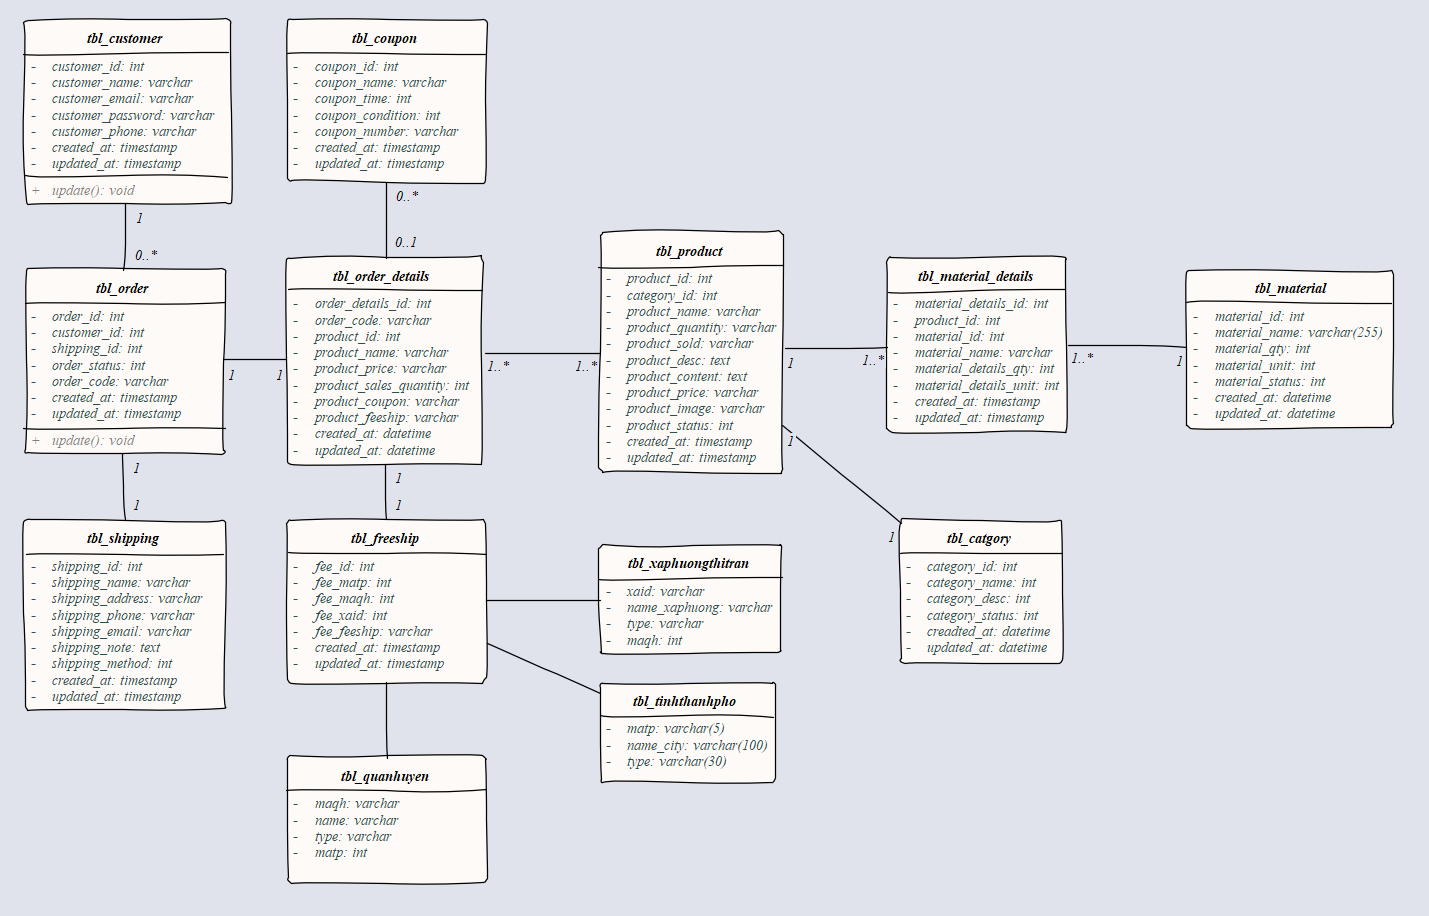 tbl_customer
- customer_id: int
- customer_name: varchar
- customer_email: varchar
- customer_password: varchar
- customer_phone: varchar
- created_at: timestamp
- updated_at: timestamp
+ update(): void
1
0..*
tbl_coupon
- coupon_id: int
- coupon_name: varchar
- coupon_time: int
- coupon_condition: int
- coupon_number: varchar
- created_at: timestamp
- updated_at: timestamp
0..*
0..1
tbl_order
- order_id: int
- customer_id: int
- shipping_id: int
- order_status: int
- order_code: varchar
- created_at: timestamp
- updated_at: timestamp
+ update(): void
1
1
1
1
tbl_order_details
- order_details_id: int
- order_code: varchar
- product_id: int
- product_name: varchar
- product_price: varchar
- product_sales_quantity: int
- product_coupon: varchar
- product_feeship: varchar
- created_at: datetime
- updated_at: datetime
1..*
1..*
1
1
tbl_product
- product_id: int
- category_id: int
- product_name: varchar
- product_quantity: varchar
- product_sold: varchar
- product_desc: text
- product_content: text
- product_price: varchar
- product_image: varchar
- product_status: int
- created_at: timestamp
- updated_at: timestamp
1
1..*
1
1
tbl_material_details
- material_details_id: int
- product_id: int
- material_id: int
- material_name: varchar
- material_details_qty: int
- material_details_unit: int
- created_at: timestamp
- updated_at: timestamp
1..*
1
tbl_material
- material_id: int
- material_name: varchar(255)
- material_qty: int
- material_unit: int
- material_status: int
- created_at: datetime
- updated_at: datetime
tbl_shipping
- shipping_id: int
- shipping_name: varchar
- shipping_address: varchar
- shipping_phone: varchar
- shipping_email: varchar
- shipping_note: text
- shipping_method: int
- created_at: timestamp
- updated_at: timestamp
tbl_freeship
- fee_id: int
- fee_matp: int
- fee_maqh: int
- fee_xaid: int
- fee_feeship: varchar
- created_at: timestamp
- updated_at: timestamp
tbl_xaphuongthitran
- xaid: varchar
- name_xaphuong: varchar
- type: varchar
- maqh: int
tbl_catgory
- category_id: int
- category_name: int
- category_desc: int
- category_status: int
- creadted_at: datetime
- updated_at: datetime
tbl_tinhthanhpho
- matp: varchar(5)
- name_city: varchar(100)
- type: varchar(30)
tbl_quanhuyen
- maqh: varchar
- name: varchar
- type: varchar
- matp: int